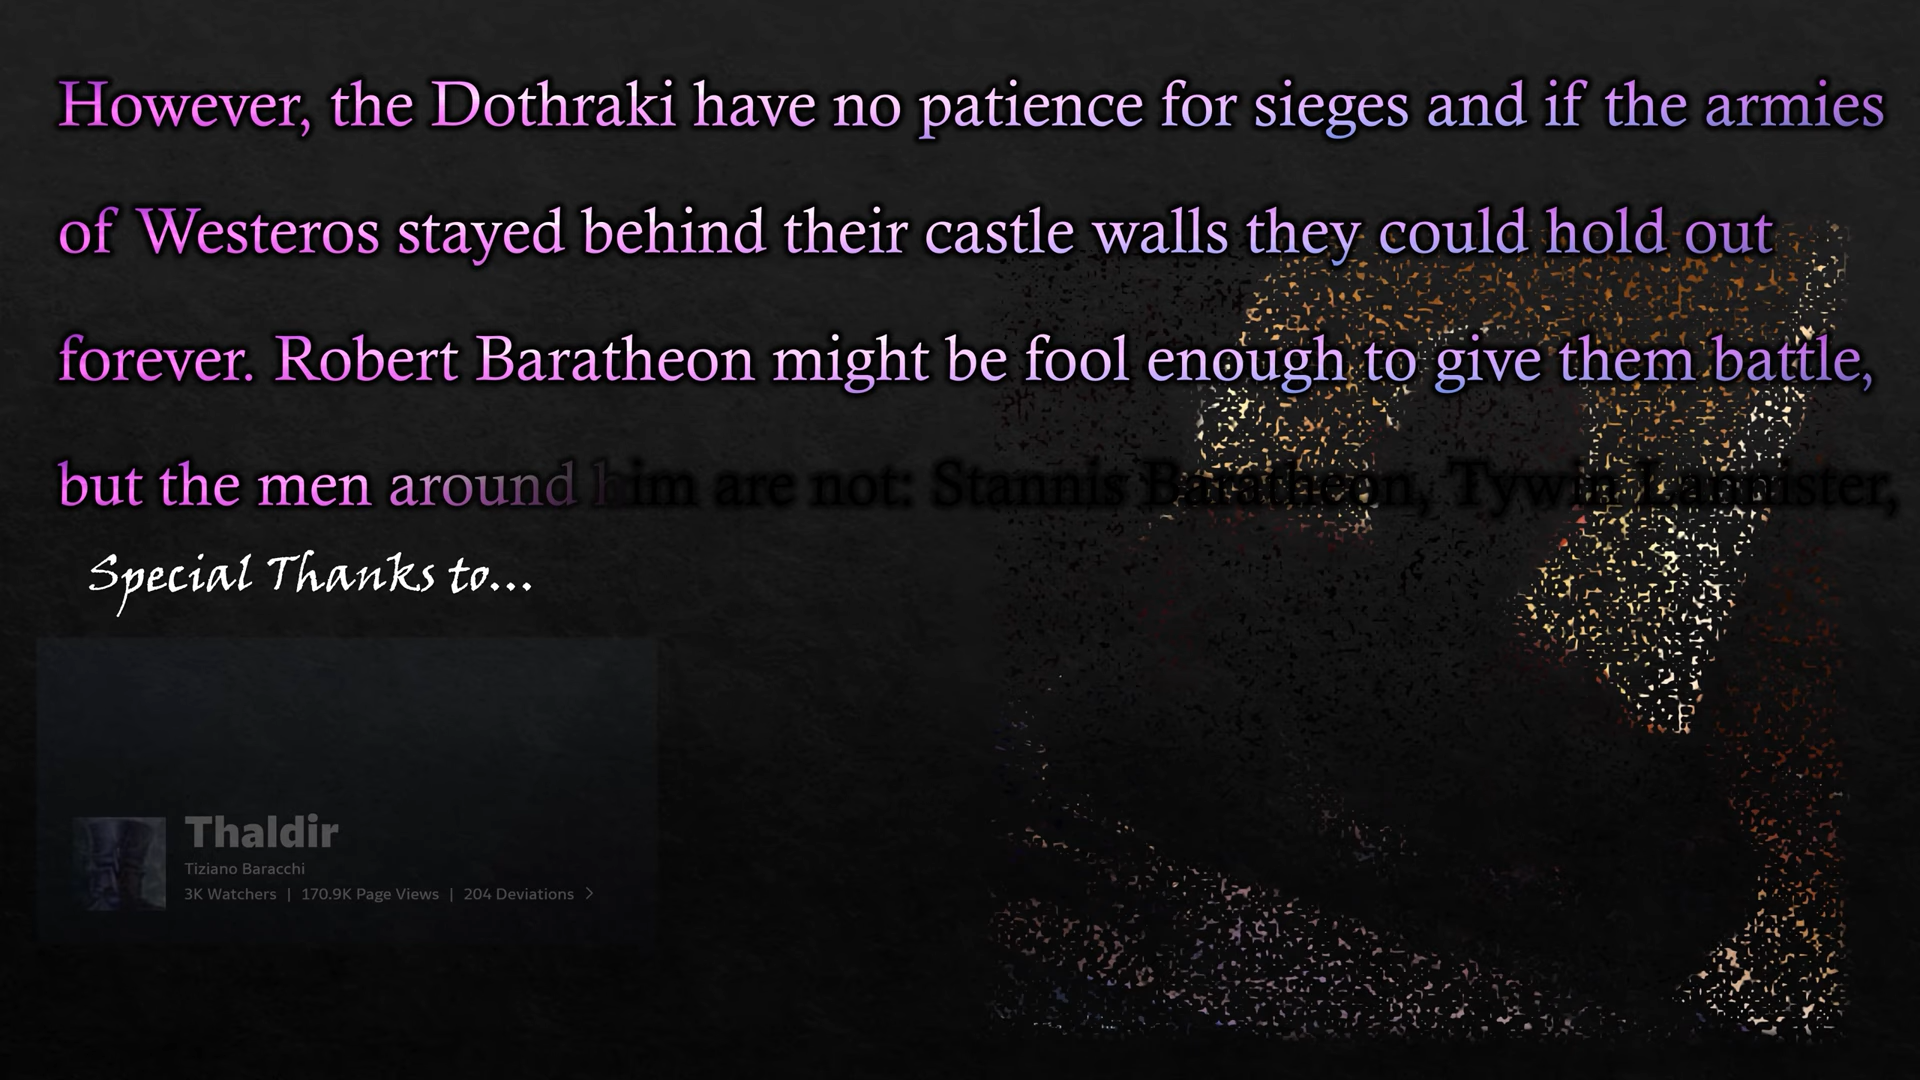 However, the Dothraki have no patience for sieges and if the armies
of Westeros stayed behind their castle walls they could hold out
forever. Robert Baratheon might be fool enough to give them battle,
but the men around him are not: Stannis Baratheon, Tywin Lannister,
Special Thanks to...
Thaldir
Tiziano Baracchi
3K Watchers | 170.9K Page Views | 204 Deviations >